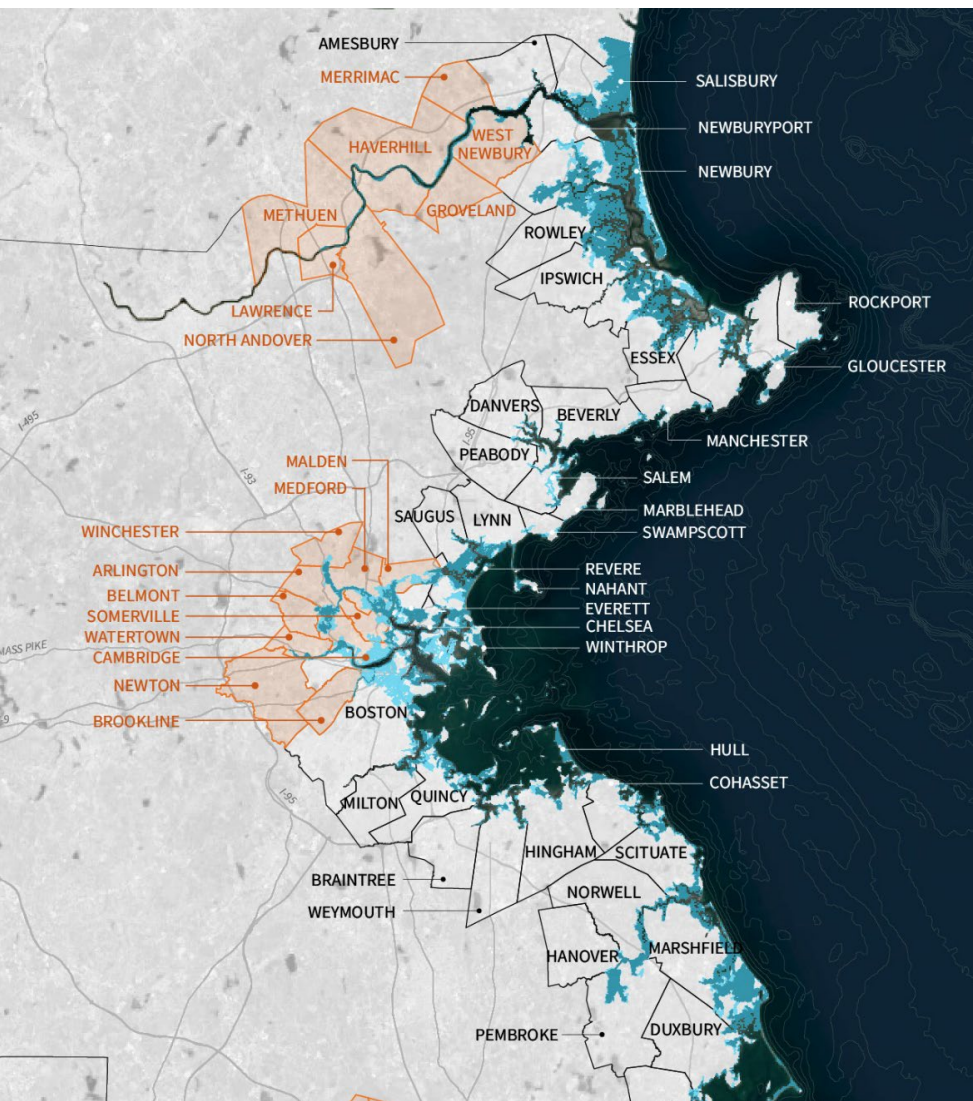 AMESBURY
MERRIMAC
SALISBURY
NEWBURYPORT
HAVERHILL
WEST
NEWBURY
NEWBURY
METHUEN
GROVELAND
ROWLEY
IPSWICH
ROCKPORT
LAWRENCE
NORTH ANDOVER
ESSEX
GLOUCESTER
DANVERS
BEVERLY
I-495
I-95
MANCHESTER
PEABODY
MALDEN
I-93
MEDFORD
SALEM
MARBLEHEAD
SAUGUS
LYNN
WINCHESTER
SWAMPSCOTT
ARLINGTON
REVERE
NAHANT
BELMONT
EVERETT
SOMERVILLE
CHELSEA
WATERTOWN
MASS PIKE
WINTHROP
CAMBRIDGE
NEWTON
BOSTON
BROOKLINE
-9
HULL
COHASSET
I-95
MILTON
QUINCY
HINGHAM
SCITUATE
BRAINTREE
NORWELL
WEYMOUTH
HANOVER
MARSHFIELD
PEMBROKE
DUXBURY